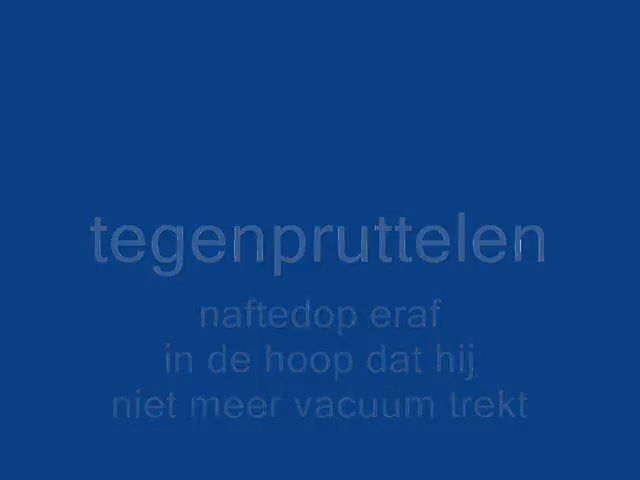 tegenpruttelen
naftedop eraf
in de hoop dat hij
niet meer vacuum trekt